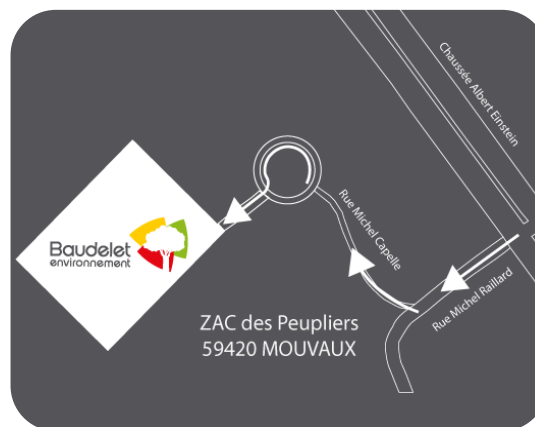 Chaussée Albert Einstein
Rue Michel Capelle
Baudelet
environnement
Rue Michel Raillard
ZAC des Peupliers
59420 MOUVAUX